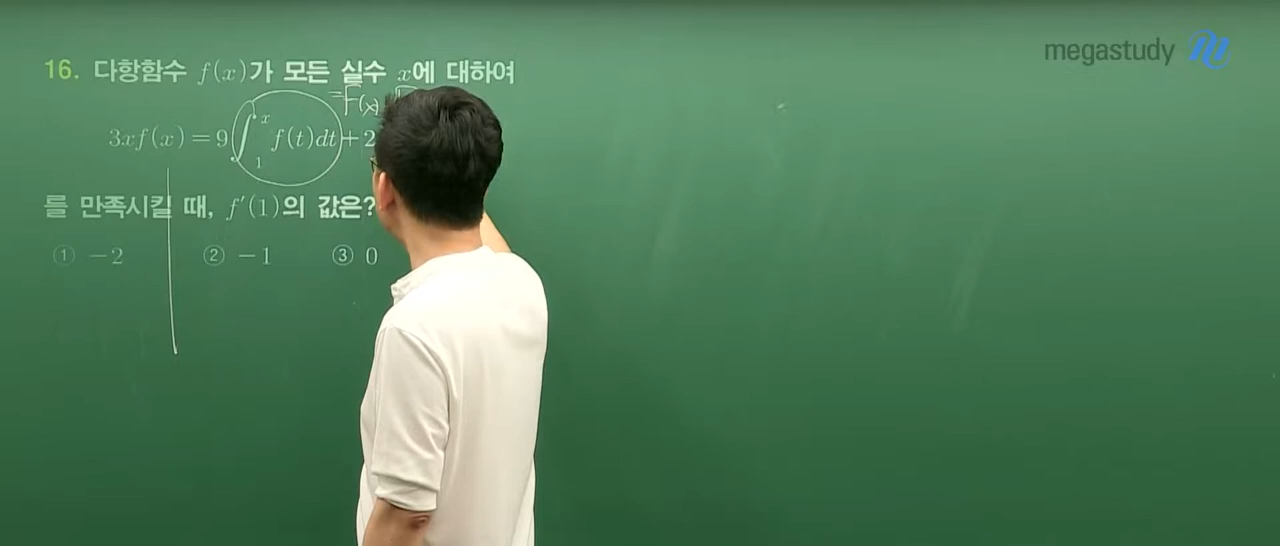 megastudy
16. 다항함수 f(x)가 모든 실수 x에 대하여
=F(x)
3xf(x)=9∫₁ˣ f(t)dt+2
를 만족시킬 때, f′(1)의 값은?
① −2 ② −1 ③ 0